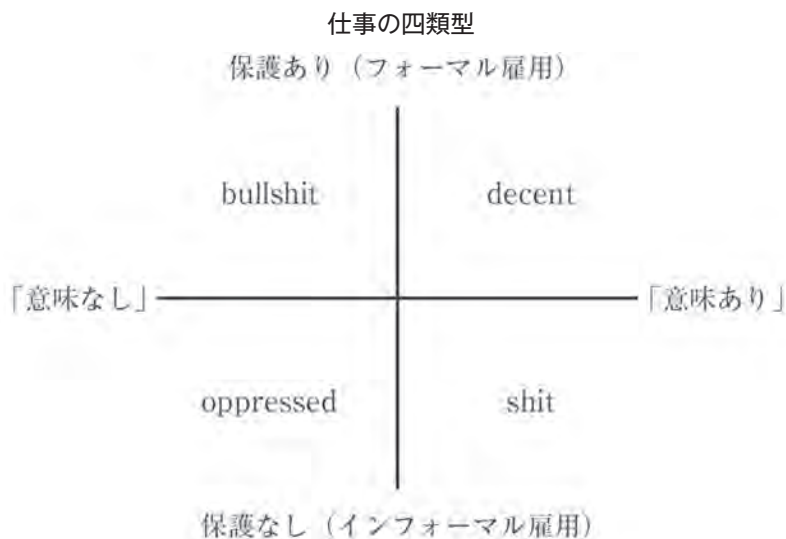 仕事の四類型
保護あり（フォーマル雇用）
bullshit decent
「意味なし」 「意味あり」
oppressed shit
保護なし（インフォーマル雇用）